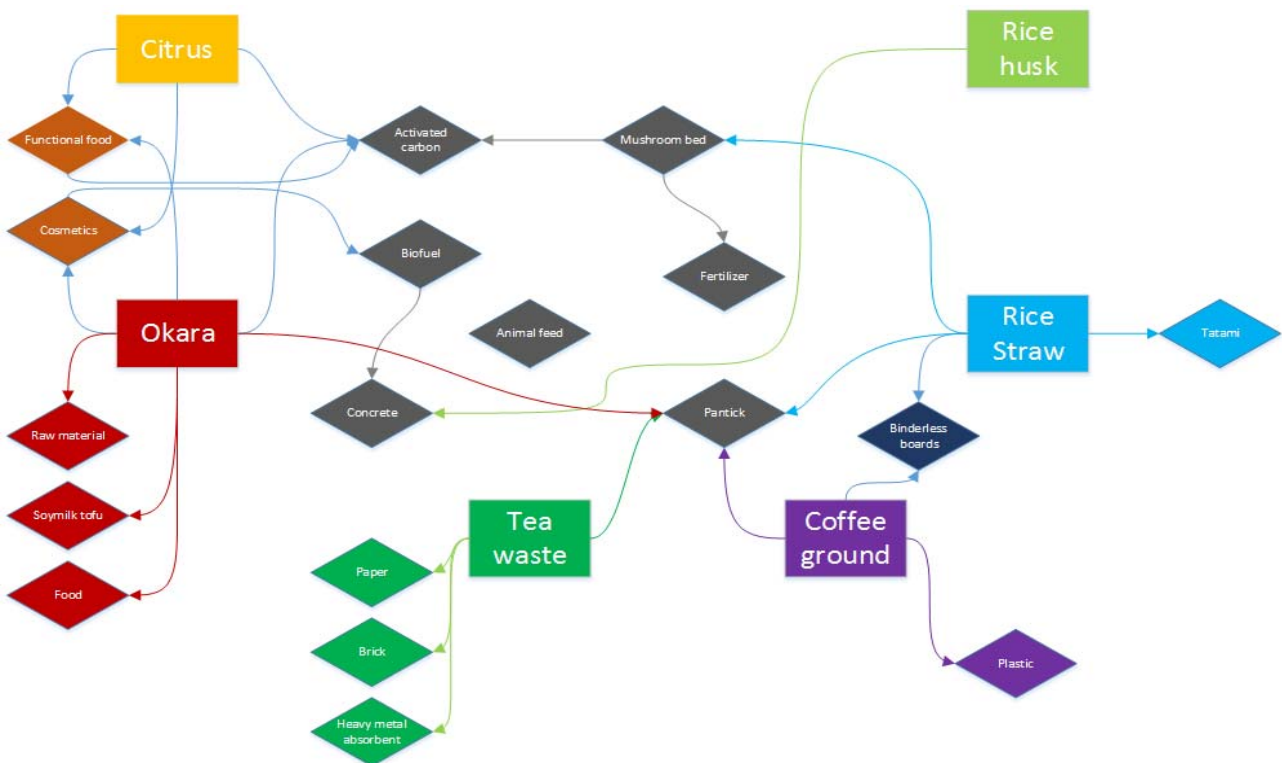 Citrus
Rice
husk
Functional food
Activated
carbon
Mushroom bed
Cosmetics
Biofuel
Fertilizer
Okara
Animal feed
Rice
Straw
Tatami
Concrete
Pantick
Raw material
Binderless
boards
Soymilk tofu
Tea
waste
Coffee
ground
Paper
Food
Brick
Plastic
Heavy metal
absorbent